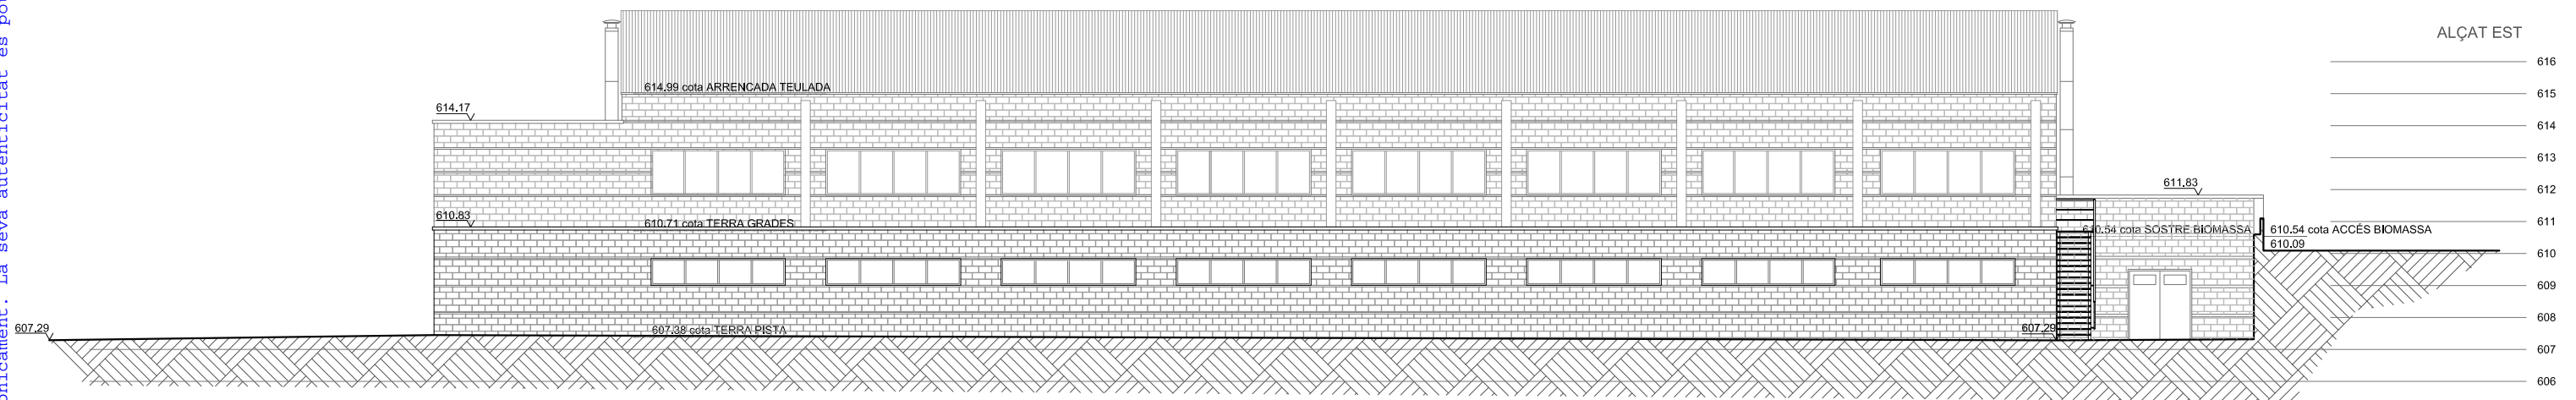 ònicament. La seva autenticitat es po
ALÇAT EST
616
614.99 cota ARRENCADA TEULADA
615
614.17
614
613
611.83
612
610.83
610.71 cota TERRA GRADES
611
610.54 cota SOSTRE BIOMASSA
610.54 cota ACCÉS BIOMASSA
610.09
610
609
608
607.29
607.38 cota TERRA PISTA
607.29
607
606